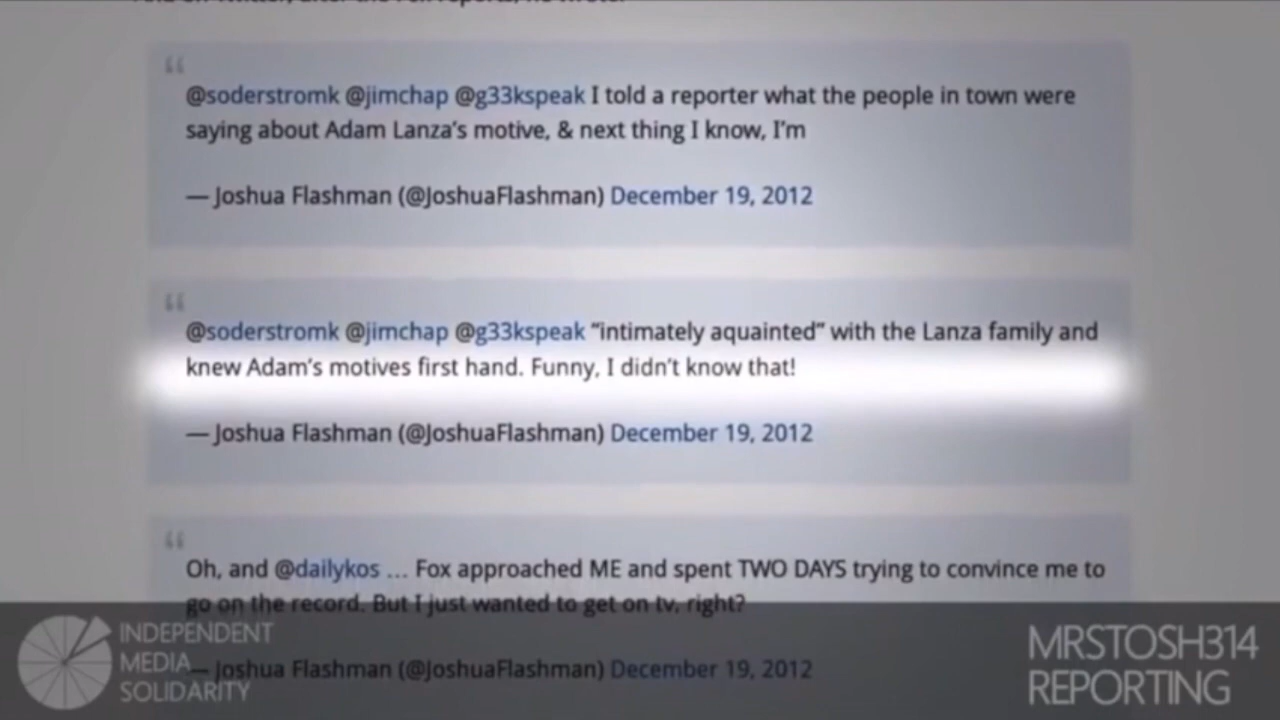 @soderstromk @jimchap @g33kspeak I told a reporter what the people in town were
saying about Adam Lanza's motive, & next thing I know, I'm
— Joshua Flashman (@JoshuaFlashman) December 19, 2012
@soderstromk @jimchap @g33kspeak "intimately aquainted" with the Lanza family and
knew Adam's motives first hand. Funny, I didn't know that!
— Joshua Flashman (@JoshuaFlashman) December 19, 2012
Oh, and @dailykos ... Fox approached ME and spent TWO DAYS trying to convince me to
go on the record. But I just wanted to get on tv, right?
— Joshua Flashman (@JoshuaFlashman) December 19, 2012
INDEPENDENT
MEDIA
SOLIDARITY
MRSTOSH314
REPORTING